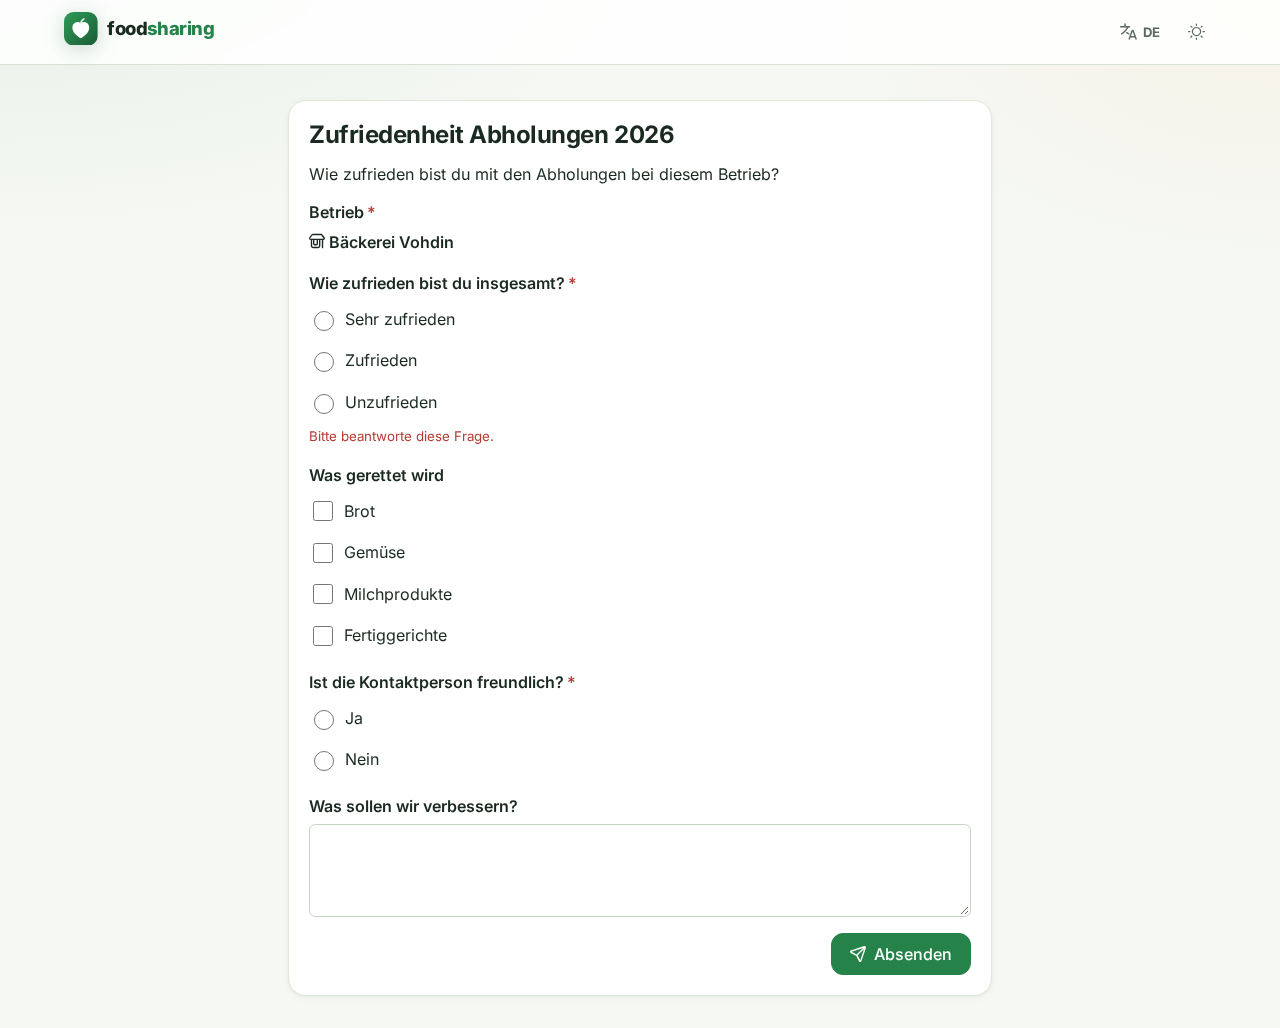 foodsharing
DE
Zufriedenheit Abholungen 2026
Wie zufrieden bist du mit den Abholungen bei diesem Betrieb?
Betrieb *
Bäckerei Vohdin
Wie zufrieden bist du insgesamt? *
Sehr zufrieden
Zufrieden
Unzufrieden
Bitte beantworte diese Frage.
Was gerettet wird
Brot
Gemüse
Milchprodukte
Fertiggerichte
Ist die Kontaktperson freundlich? *
Ja
Nein
Was sollen wir verbessern?
Absenden